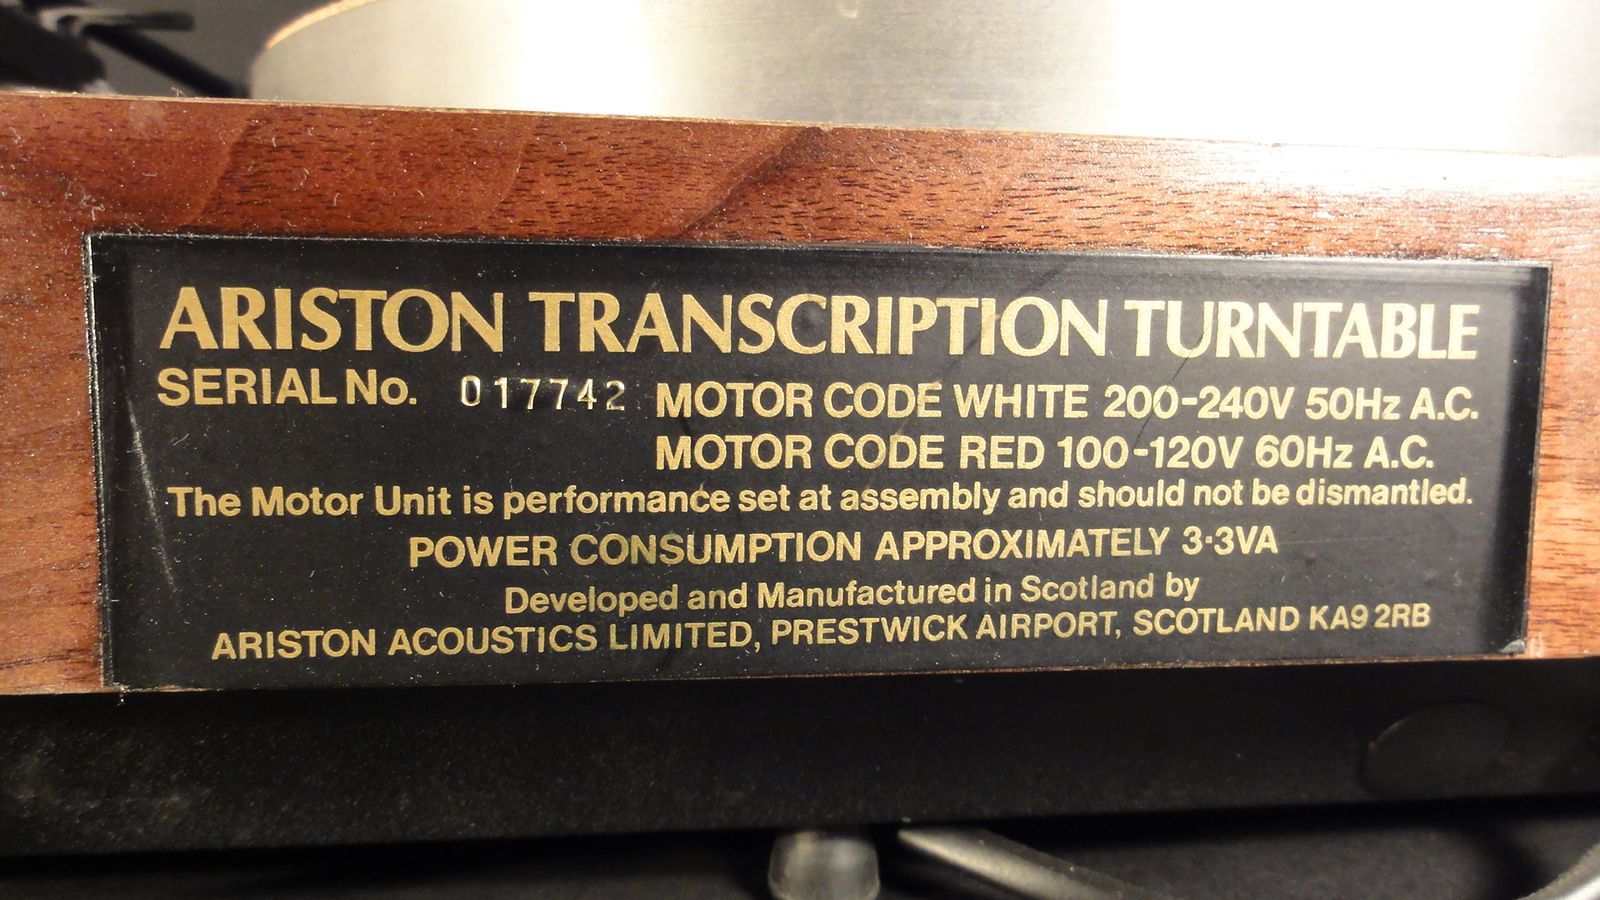 ARISTON TRANSCRIPTION TURNTABLE
SERIAL No. 017742 MOTOR CODE WHITE 200-240V 50Hz A.C.
MOTOR CODE RED 100-120V 60Hz A.C.
The Motor Unit is performance set at assembly and should not be dismantled.
POWER CONSUMPTION APPROXIMATELY 3·3VA
Developed and Manufactured in Scotland by
ARISTON ACOUSTICS LIMITED, PRESTWICK AIRPORT, SCOTLAND KA9 2RB